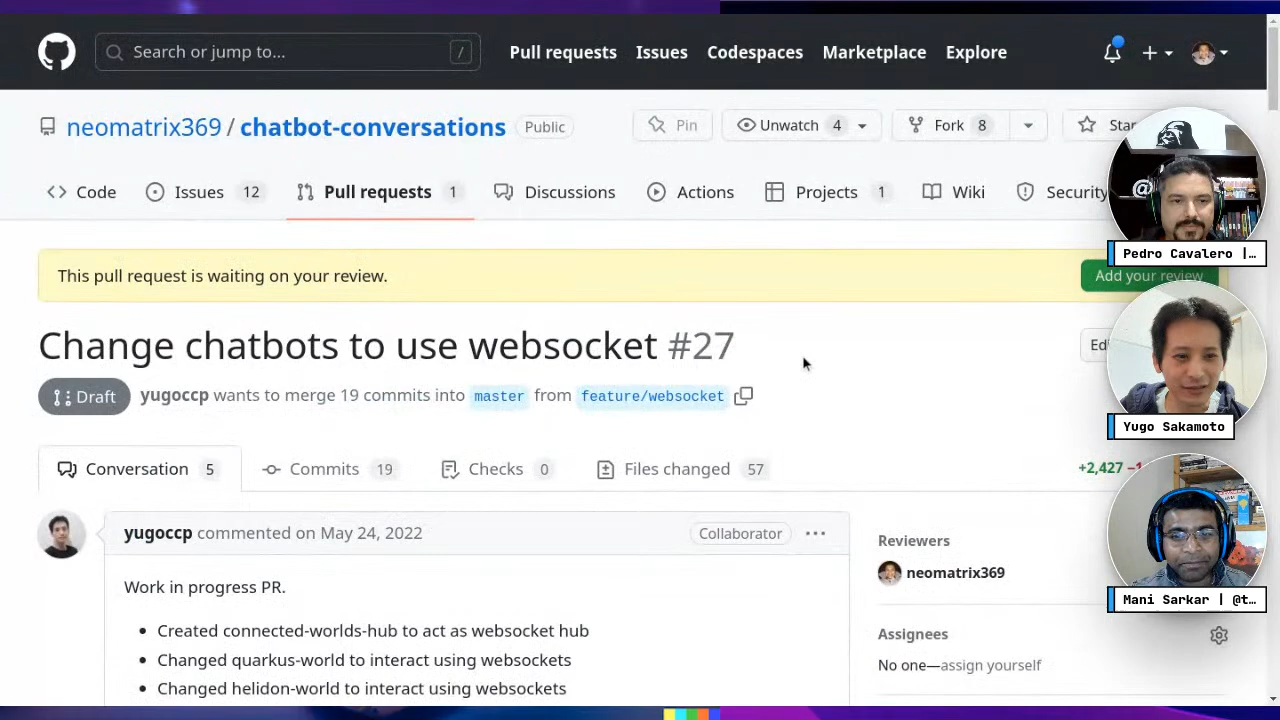 Search or jump to... /
Pull requests Issues Codespaces Marketplace Explore
neomatrix369 / chatbot-conversations Public
Pin Unwatch 4 Fork 8
Code Issues 12 Pull requests 1 Discussions Actions Projects 1 Wiki Security
This pull request is waiting on your review.
Add your review
Change chatbots to use websocket #27
Draft yugoccp wants to merge 19 commits into master from feature/websocket
Conversation 5 Commits 19 Checks 0 Files changed 57
+2,427
yugoccp commented on May 24, 2022 Collaborator
Work in progress PR.
• Created connected-worlds-hub to act as websocket hub
• Changed quarkus-world to interact using websockets
• Changed helidon-world to interact using websockets
Reviewers
neomatrix369
Assignees
No one—assign yourself
Pedro Cavalero |…
Yugo Sakamoto
Mani Sarkar | @t…